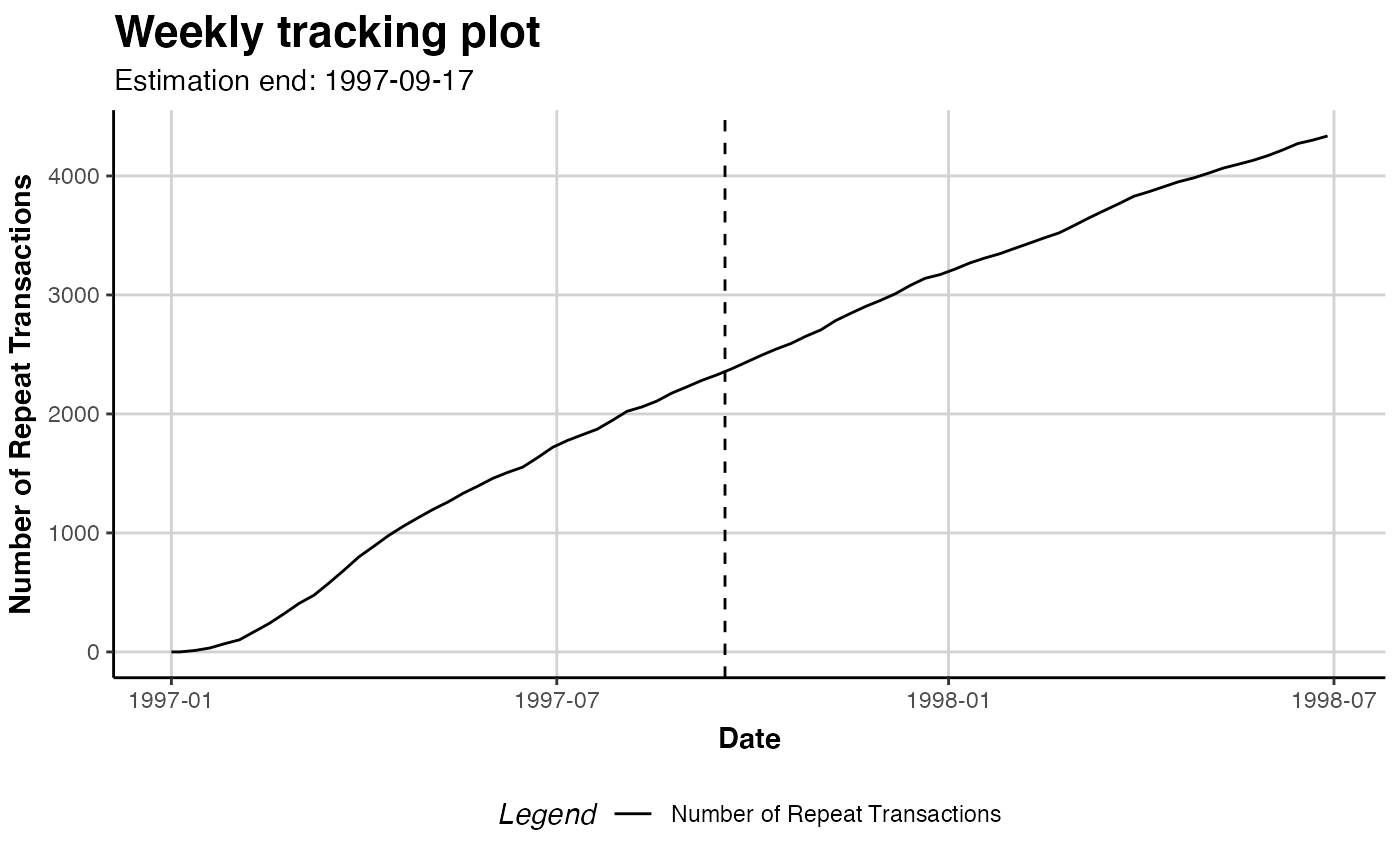 Weekly tracking plot
Estimation end: 1997-09-17
Number of Repeat Transactions
4000
3000
2000
1000
0
1997-01 1997-07 1998-01 1998-07
Date
Legend Number of Repeat Transactions